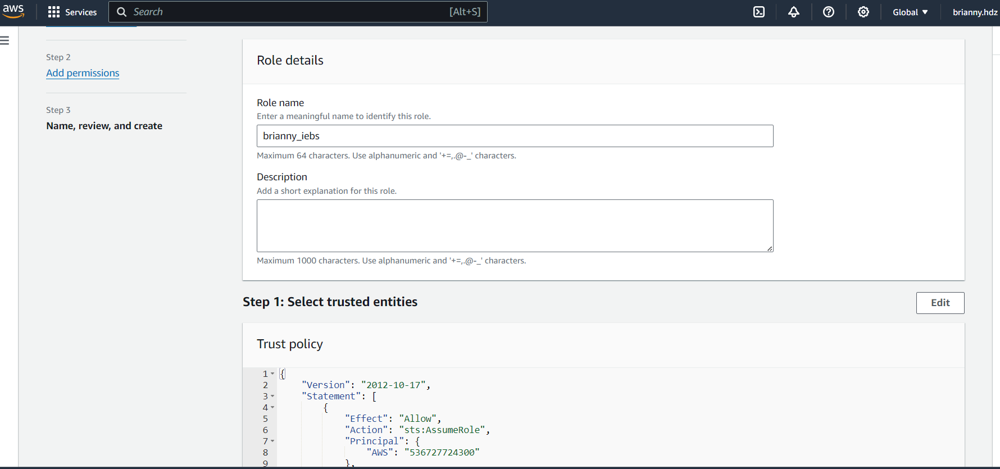 aws Services Search [Alt+S] Global ▼ brianny.hdz
Step 2
Add permissions
Step 3
Name, review, and create
Role details
Role name
Enter a meaningful name to identify this role.
brianny_iebs
Maximum 64 characters. Use alphanumeric and '+=,.@-_' characters.
Description
Add a short explanation for this role.
Maximum 1000 characters. Use alphanumeric and '+=,.@-_' characters.
Step 1: Select trusted entities
Edit
Trust policy
1 {
2 "Version": "2012-10-17",
3 "Statement": [
4 {
5 "Effect": "Allow",
6 "Action": "sts:AssumeRole",
7 "Principal": {
8 "AWS": "536727724300"
9 },